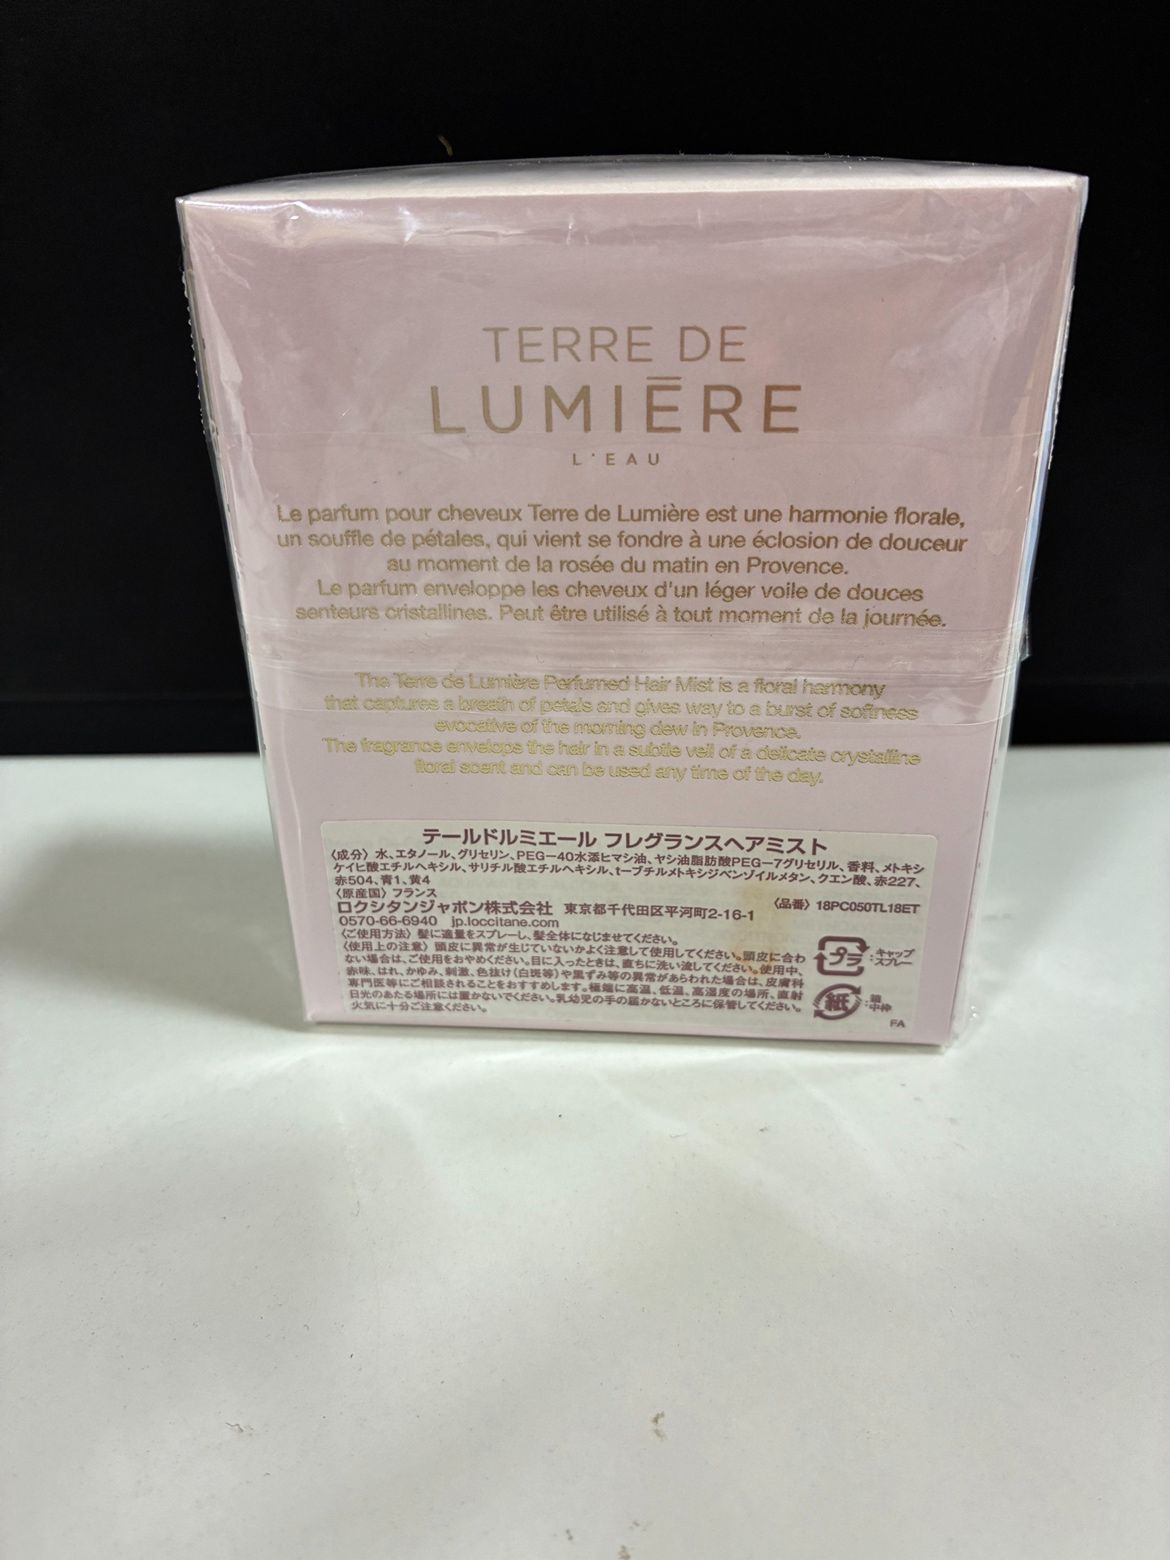 TERRE DE
LUMIĒRE
L'EAU
Le parfum pour cheveux Terre de Lumière est une harmonie florale,
un souffle de pétales, qui vient se fondre à une éclosion de douceur
au moment de la rosée du matin en Provence.
Le parfum enveloppe les cheveux d'un léger voile de douces
senteurs cristallines. Peut être utilisé à tout moment de la journée.
The Terre de Lumière Perfumed Hair Mist is a floral harmony
that captures a breath of petals and gives way to a burst of softness
evocative of the morning dew in Provence.
The fragrance envelops the hair in a subtle veil of a delicate crystalline
floral scent and can be used any time of the day.
テールドルミエール フレグランスヘアミスト
〈成分〉水、エタノール、グリセリン、PEG-40水添ヒマシ油、ヤシ油脂肪酸PEG-7グリセリル、香料、メトキシ
ケイヒ酸エチルヘキシル、サリチル酸エチルヘキシル、t-ブチルメトキシジベンゾイルメタン、クエン酸、赤227、
赤504、青1、黄4
〈原産国〉フランス
ロクシタンジャポン株式会社 東京都千代田区平河町2-16-1 〈品番〉18PC050TL18ET
0570-66-6940 jp.loccitane.com
〈ご使用方法〉髪に適量をスプレーし、髪全体になじませてください。
〈使用上の注意〉頭皮に異常が生じていないかよく注意して使用してください。頭皮に合わ
ない場合は、ご使用をおやめください。目に入ったときは、直ちに洗い流してください。使用中、
赤味、はれ、かゆみ、刺激、色抜け(白斑等)や黒ずみ等の異常があらわれた場合は、皮膚科
専門医等にご相談されることをおすすめします。極端に高温、低温、高湿度の場所、直射
日光のあたる場所には置かないでください。乳幼児の手の届かないところに保管してください。
火気に十分ご注意ください。
プラ :キャップ
スプレー
紙 :箱
中枠
FA